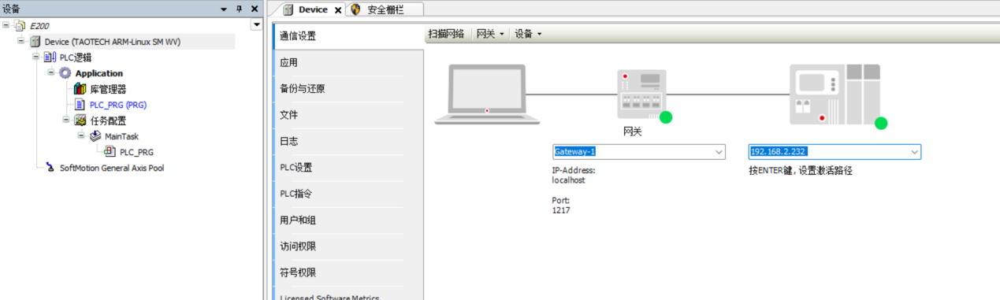 设备
E200
Device (TAOTECH ARM-Linux SM WV)
PLC逻辑
Application
库管理器
PLC_PRG (PRG)
任务配置
MainTask
PLC_PRG
SoftMotion General Axis Pool
Device
安全栅栏
通信设置
应用
备份与还原
文件
日志
PLC设置
PLC指令
用户和组
访问权限
符号权限
Licensed Software Metrics
扫描网络 网关 设备
网关
Gateway-1
IP-Address:
localhost
Port:
1217
192.168.2.232
按ENTER键, 设置激活路径